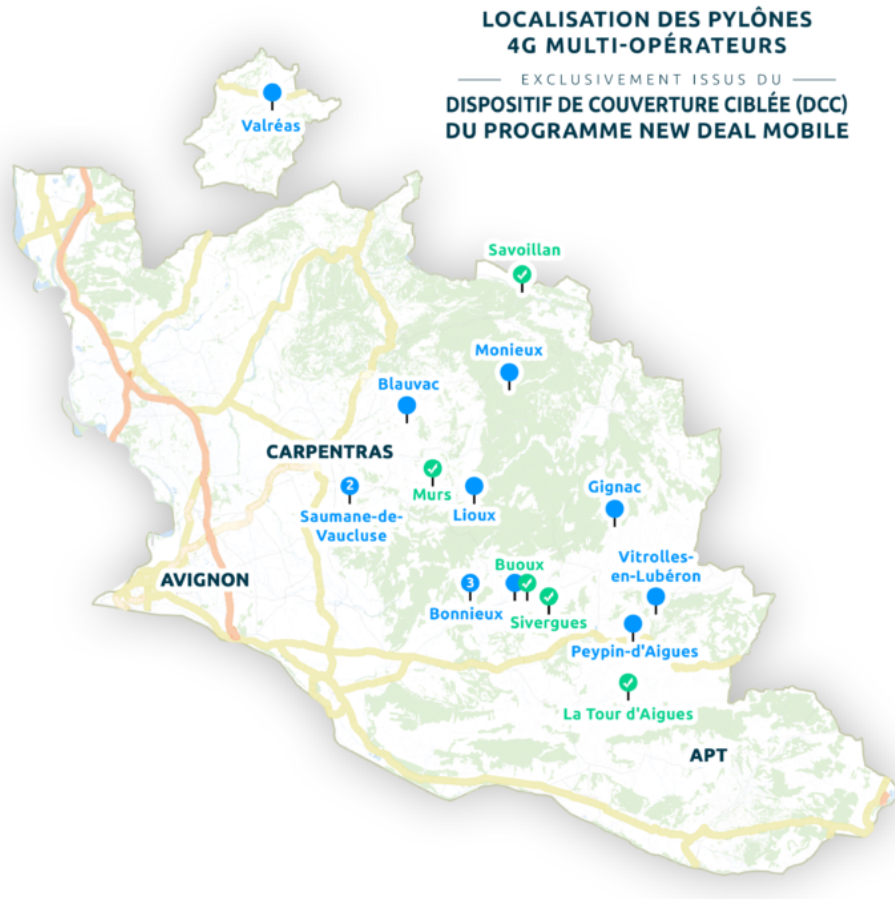 LOCALISATION DES PYLÔNES
4G MULTI-OPÉRATEURS
EXCLUSIVEMENT ISSUS DU
DISPOSITIF DE COUVERTURE CIBLÉE (DCC)
DU PROGRAMME NEW DEAL MOBILE
Valréas
Savoillan
Monieux
Blauvac
CARPENTRAS
Murs
2
Saumane-de-
Vaucluse
Lioux
Gignac
AVIGNON
Buoux
Vitrolles-
en-Lubéron
3
Bonnieux
Sivergues
Peypin-d'Aigues
La Tour d'Aigues
APT